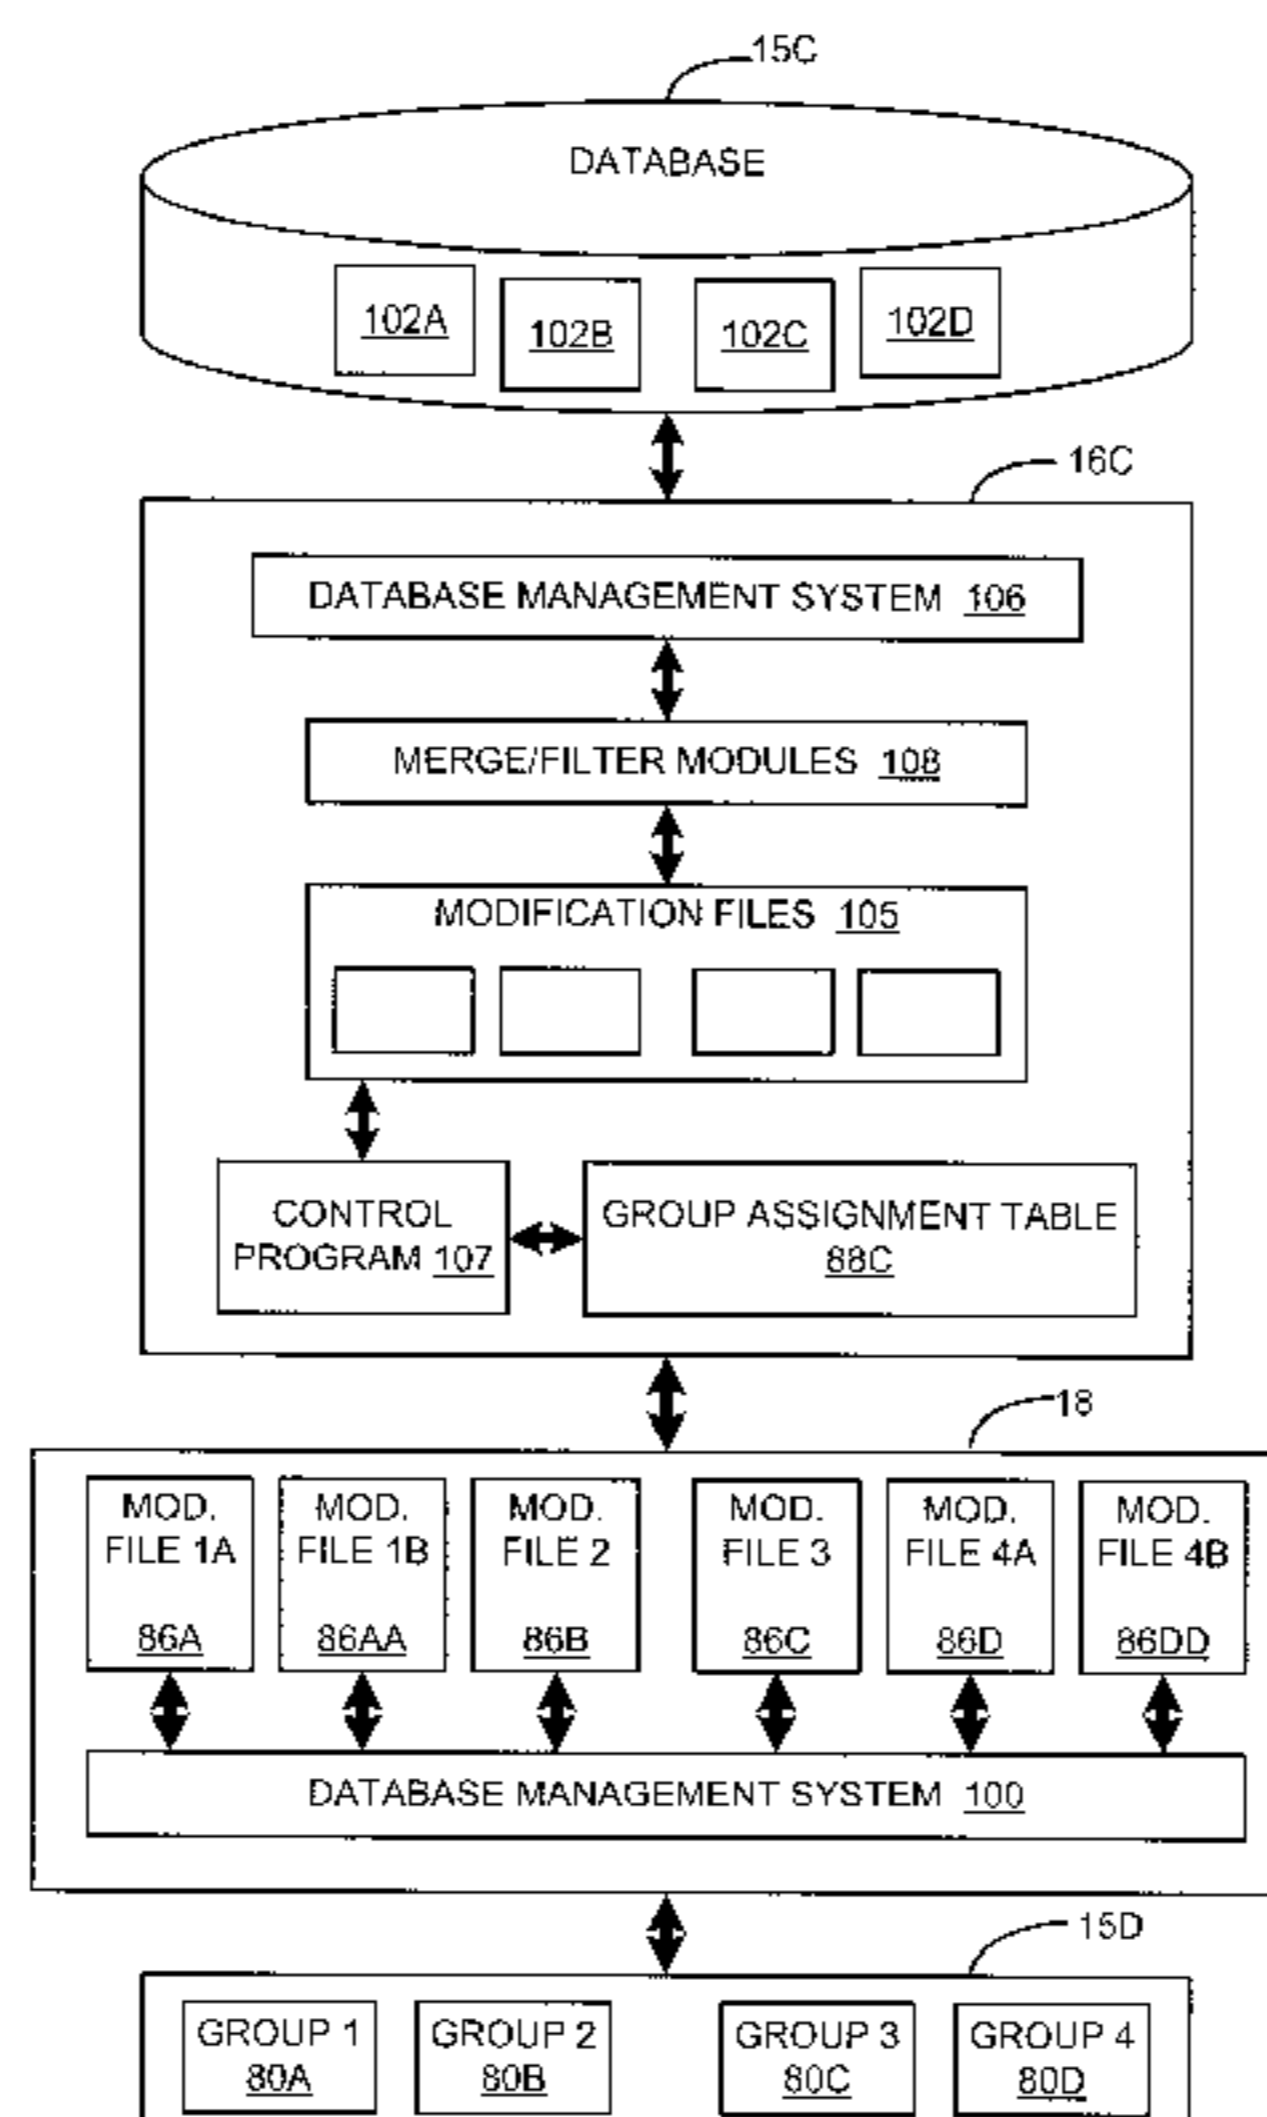 15C
DATABASE
102A 102B 102C 102D
16C
DATABASE MANAGEMENT SYSTEM 106
MERGE/FILTER MODULES 108
MODIFICATION FILES 105
CONTROL
PROGRAM 107
GROUP ASSIGNMENT TABLE
88C
18
MOD.
FILE 1A
86A
MOD.
FILE 1B
86AA
MOD.
FILE 2
86B
MOD.
FILE 3
86C
MOD.
FILE 4A
86D
MOD.
FILE 4B
86DD
DATABASE MANAGEMENT SYSTEM 100
15D
GROUP 1
80A
GROUP 2
80B
GROUP 3
80C
GROUP 4
80D